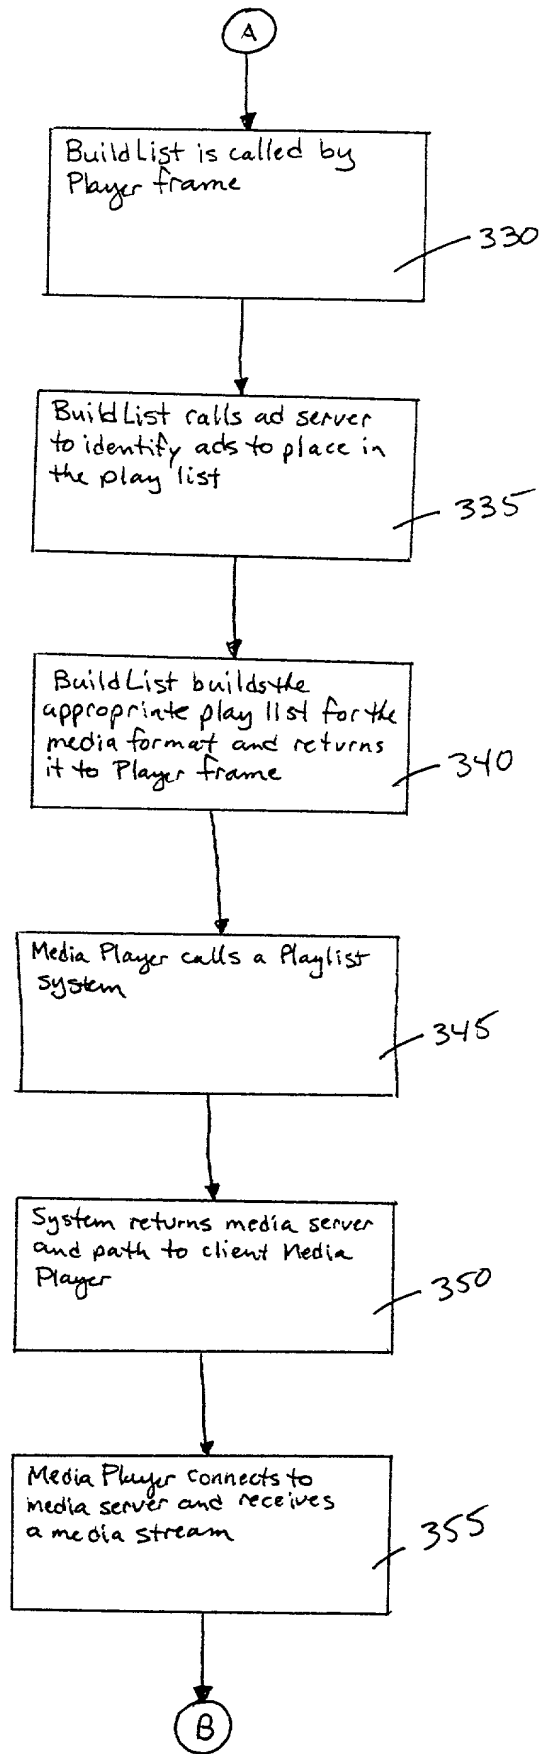 A
BuildList is called by
Player frame
330
BuildList calls ad server
to identify ads to place in
the play list
335
BuildList builds the
appropriate play list for the
media format and returns
it to Player frame
340
Media Player calls a Playlist
system
345
System returns media server
and path to client Media
Player
350
Media Player connects to
media server and receives
a media stream
355
B